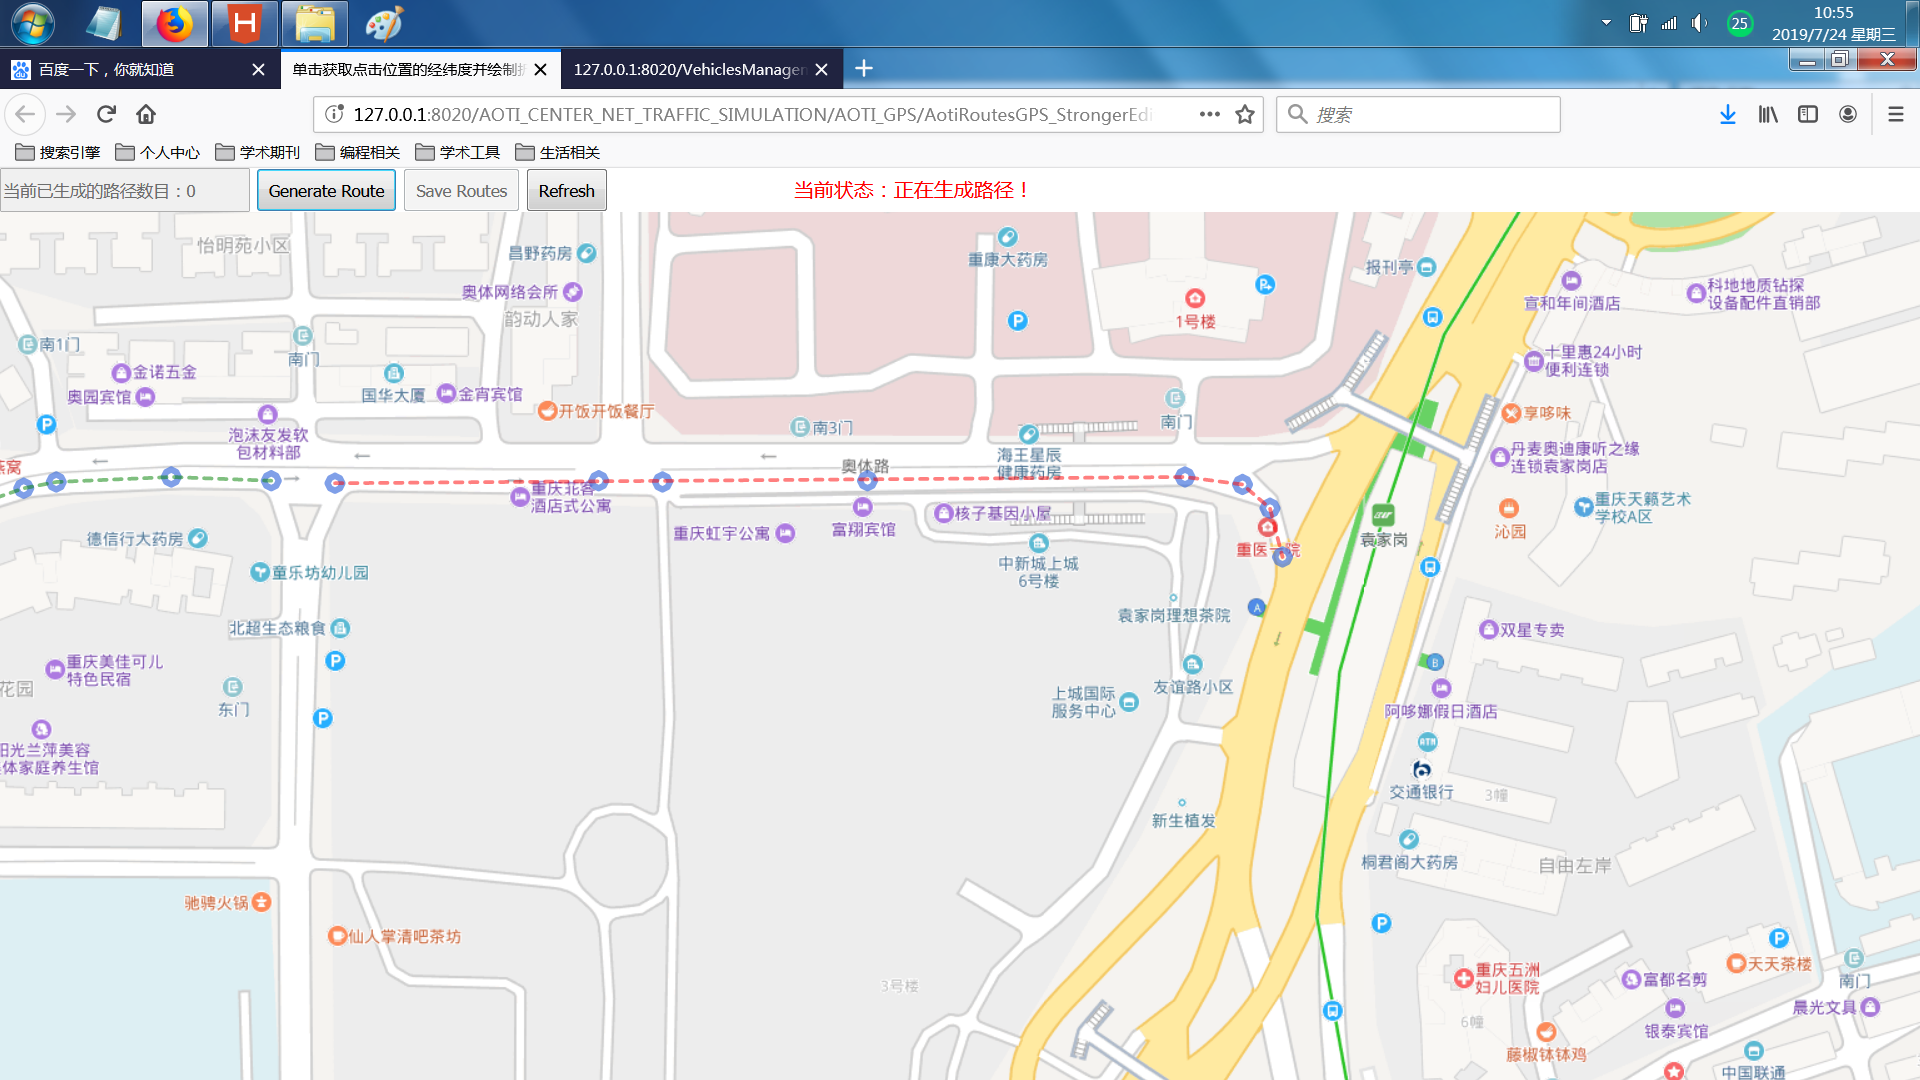 25
10:55
2019/7/24 星期三
百度一下，你就知道
单击获取点击位置的经纬度并绘制折
127.0.0.1:8020/VehiclesManagem
127.0.0.1:8020/AOTI_CENTER_NET_TRAFFIC_SIMULATION/AOTI_GPS/AotiRoutesGPS_StrongerEdi
搜索
搜索引擎
个人中心
学术期刊
编程相关
学术工具
生活相关
当前已生成的路径数目：0
Generate Route
Save Routes
Refresh
当前状态：正在生成路径！
怡明苑小区
昌野药房
重康大药房
报刊亭
奥体网络会所
韵动人家
1号楼
宣和年间酒店
科地地质钻探
设备配件直销部
南1门
南门
金诺五金
奥园宾馆
国华大厦
金宵宾馆
开饭开饭餐厅
泡沫友发软
包材料部
南3门
南门
海王星辰
健康药房
十里惠24小时
便利连锁
享哆味
丹麦奥迪康听之缘
连锁袁家岗店
燕窝
奥体路
重庆北客
酒店式公寓
重庆虹宇公寓
富翔宾馆
核子基因小屋
中新城上城
6号楼
重医一院
袁家岗
沁园
重庆天籁艺术
学校A区
德信行大药房
童乐坊幼儿园
北超生态粮食
袁家岗理想茶院
A
双星专卖
重庆美佳可儿
特色民宿
花园
东门
B
上城国际
服务中心
友谊路小区
阿哆娜假日酒店
ATM
阳光兰萍美容
体家庭养生馆
交通银行
3幢
新生植发
桐君阁大药房
自由左岸
驰骋火锅
仙人掌清吧茶坊
3号楼
重庆五洲
妇儿医院
6幢
富都名剪
天天茶楼
南门
银泰宾馆
晨光文具
藤椒钵钵鸡
中国联通